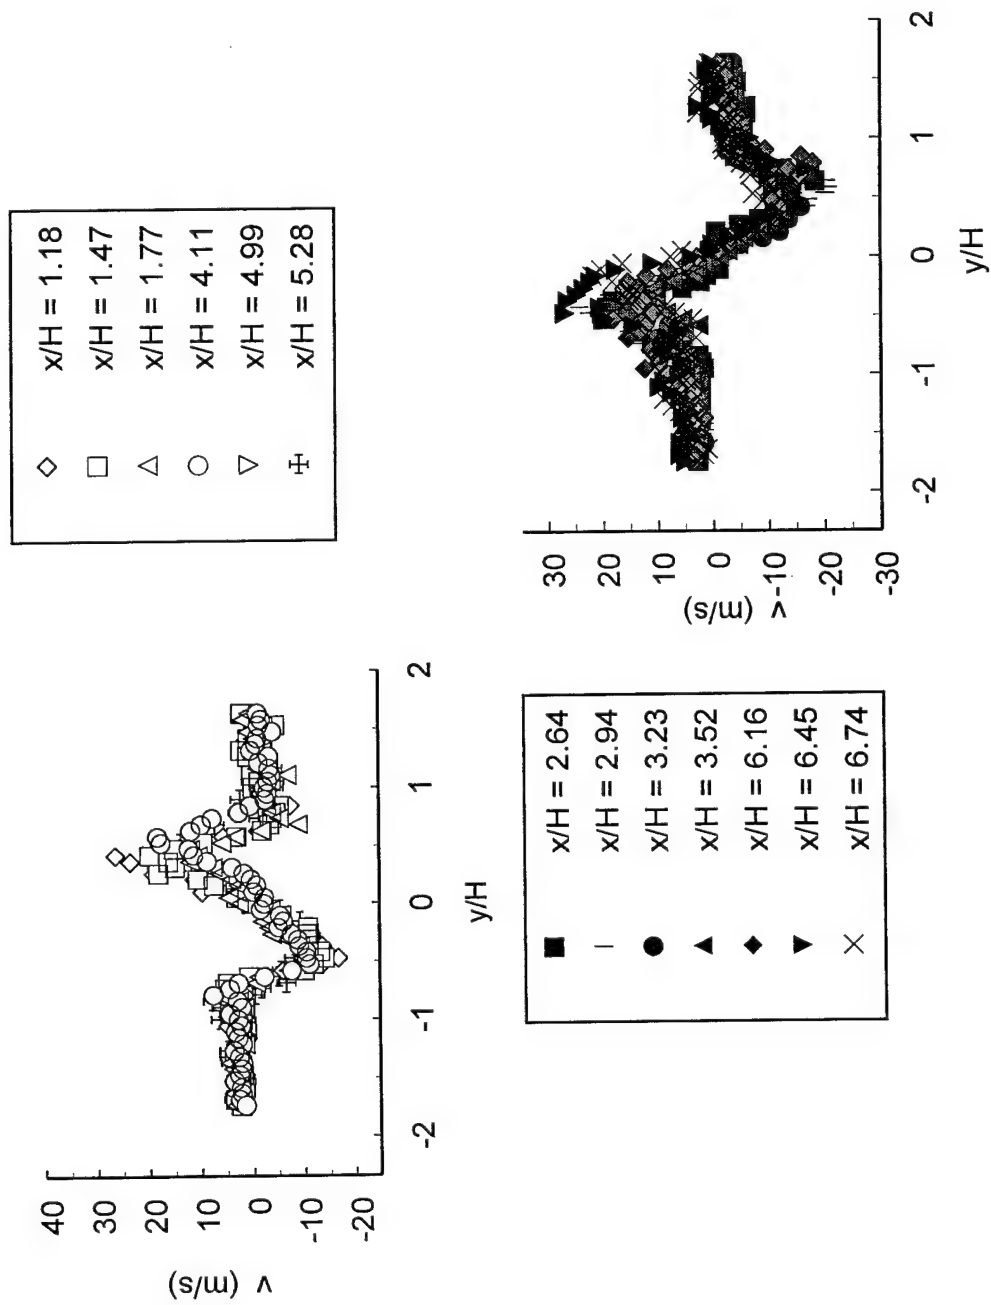 v (m/s)
40
30
20
10
0
-10
-20
-2
-1
0
1
2
y/H
x/H = 1.18
x/H = 1.47
x/H = 1.77
x/H = 4.11
x/H = 4.99
x/H = 5.28
x/H = 2.64
x/H = 2.94
x/H = 3.23
x/H = 3.52
x/H = 6.16
x/H = 6.45
x/H = 6.74
v (m/s)
30
20
10
0
-10
-20
-30
-2
-1
0
1
2
y/H